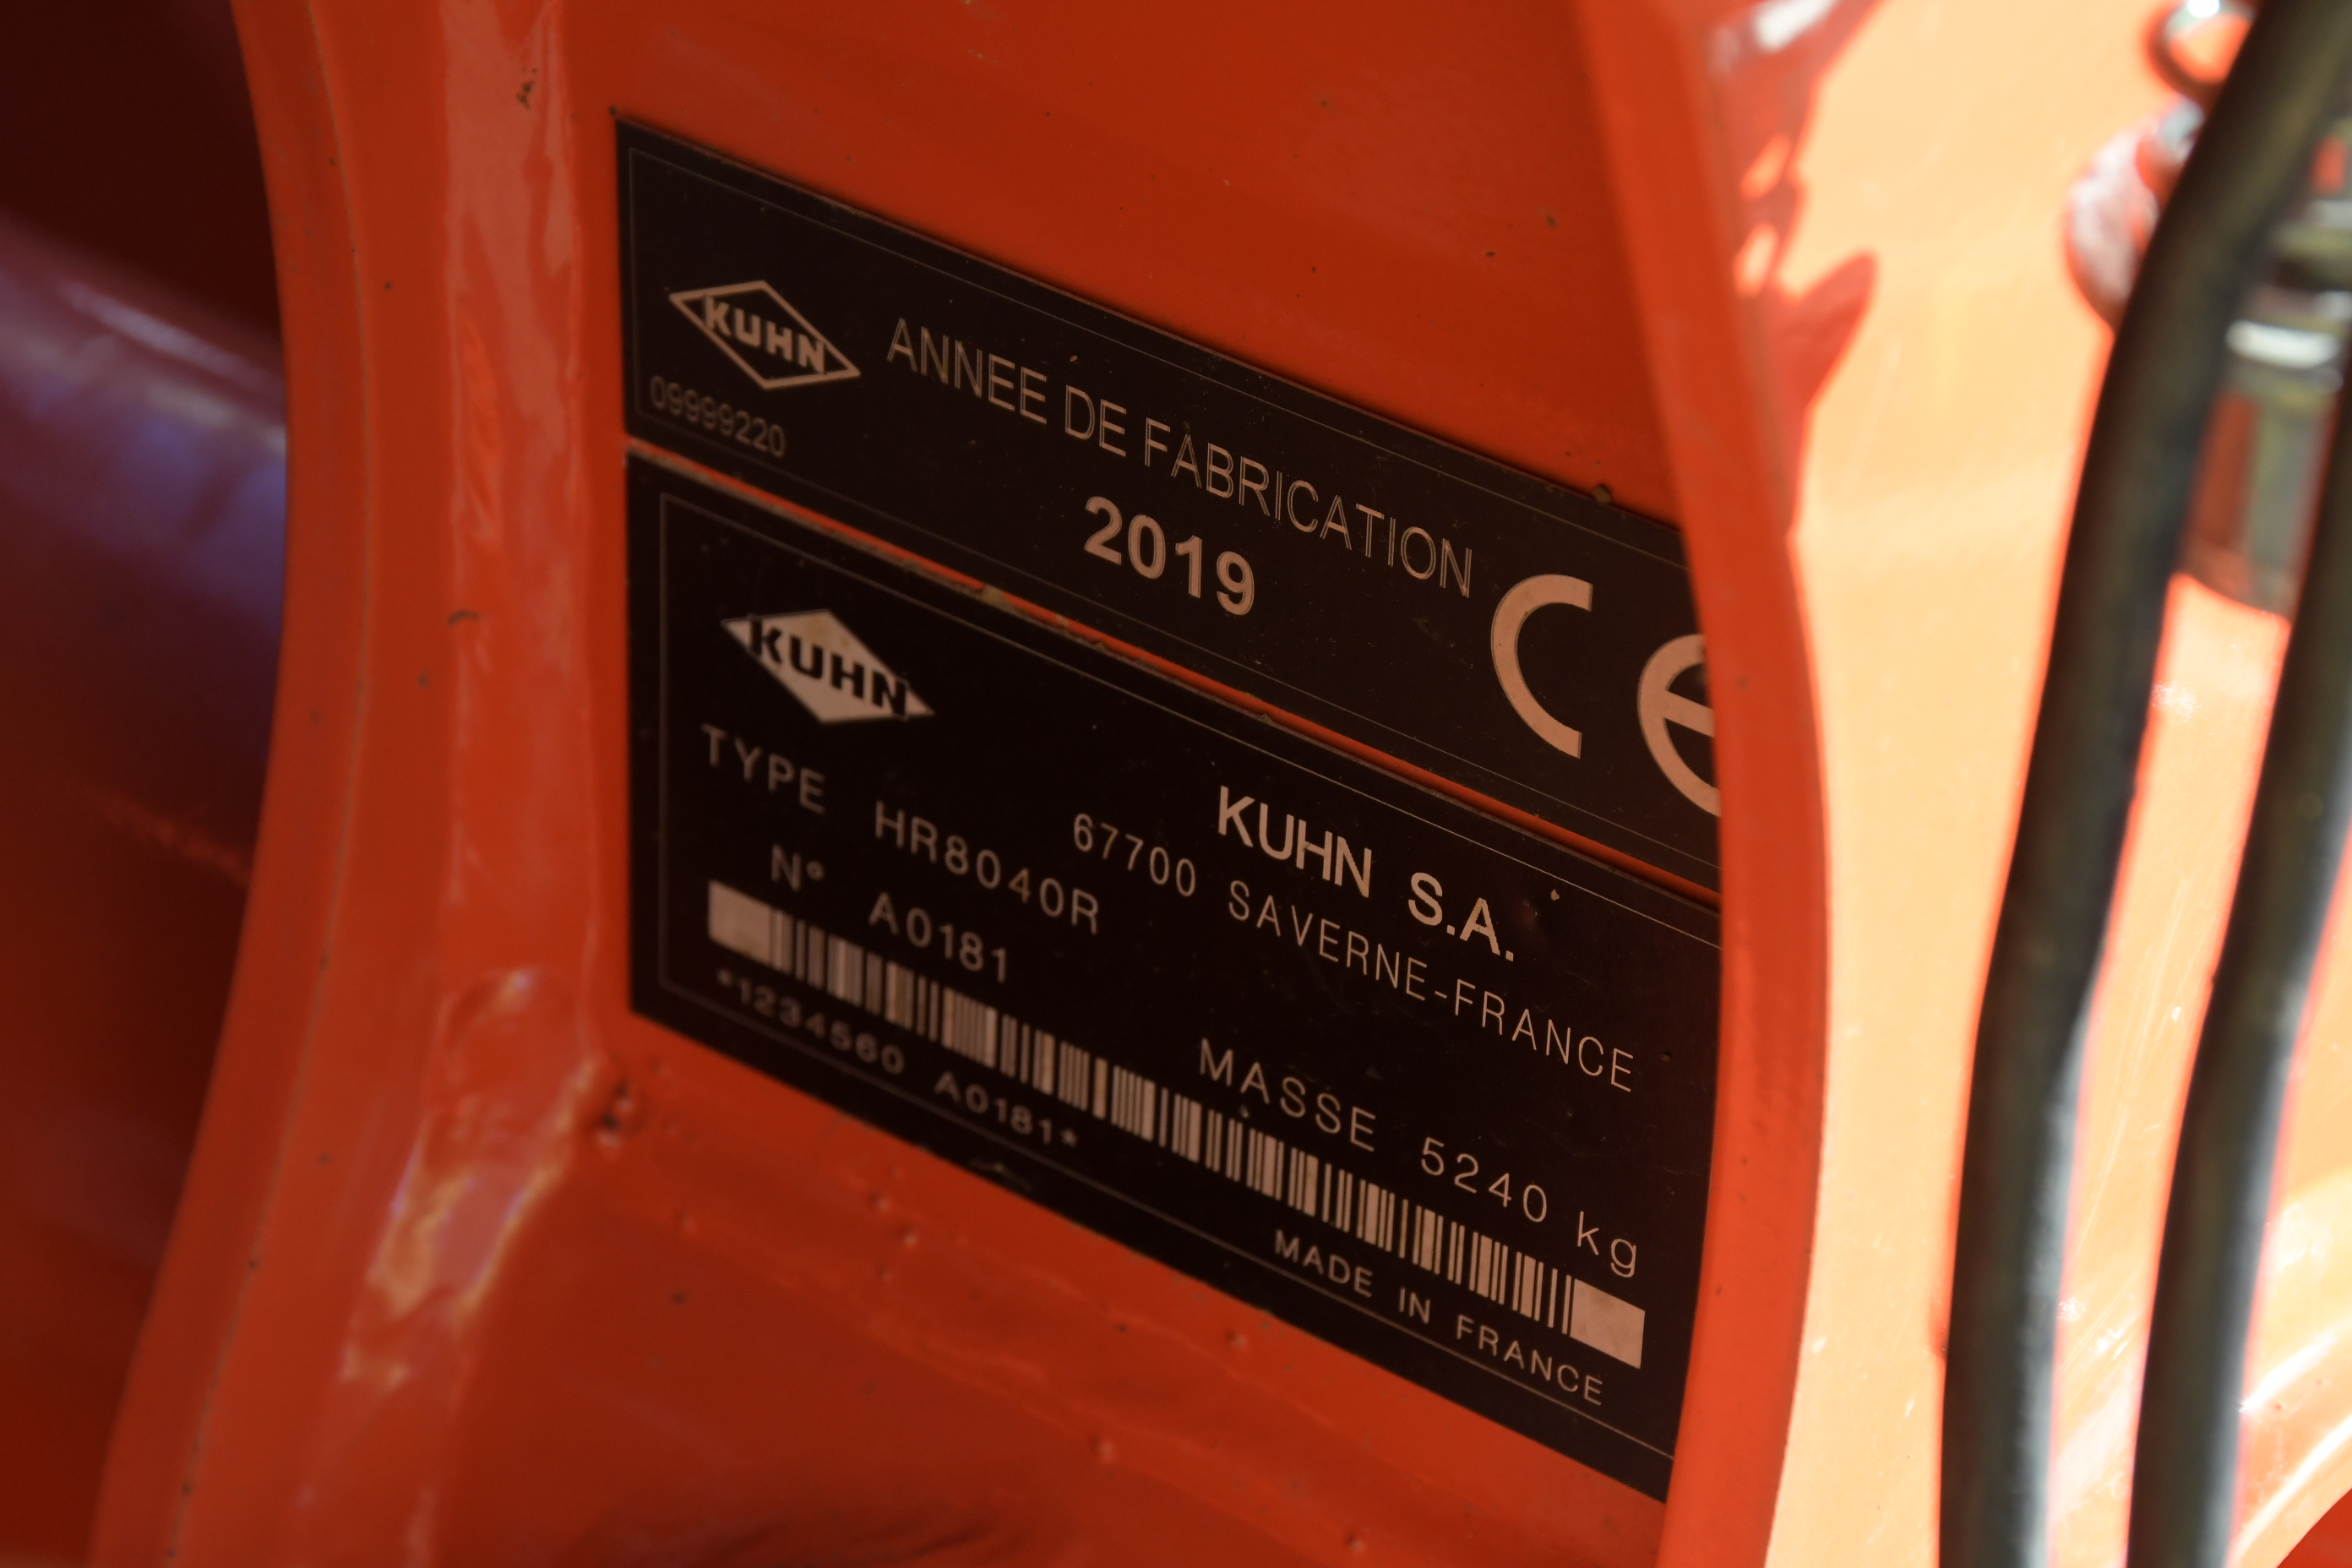 KUHN
ANNEE DE FABRICATION
09999220
2019
CE
KUHN
KUHN S.A.
67700 SAVERNE-FRANCE
TYPE HR8040R
N° A0181
MASSE 5240 kg
*1234560 A0181*
MADE IN FRANCE